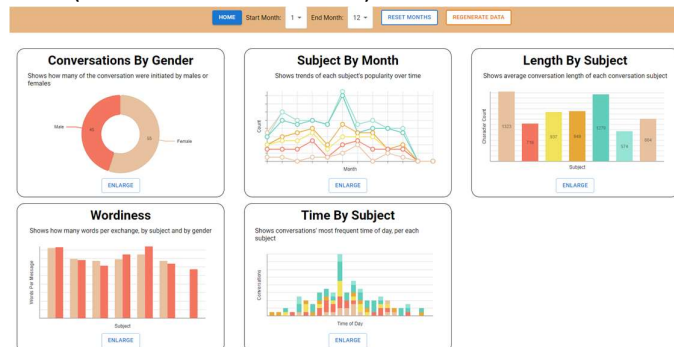 HOME Start Month: 1 End Month: 12 RESET MONTHS REGENERATE DATA
Conversations By Gender
Shows how many of the conversation were initiated by males or
females
Male
Female
ENLARGE
Subject By Month
Shows trends of each subject's popularity over time
Count
Month
ENLARGE
Length By Subject
Shows average conversation length of each conversation subject
Character Count
Subject
ENLARGE
Wordiness
Shows how many words per exchange, by subject and by gender
Words Per Message
Subject
ENLARGE
Time By Subject
Shows conversations' most frequent time of day, per each
subject
Conversations
Time of Day
ENLARGE